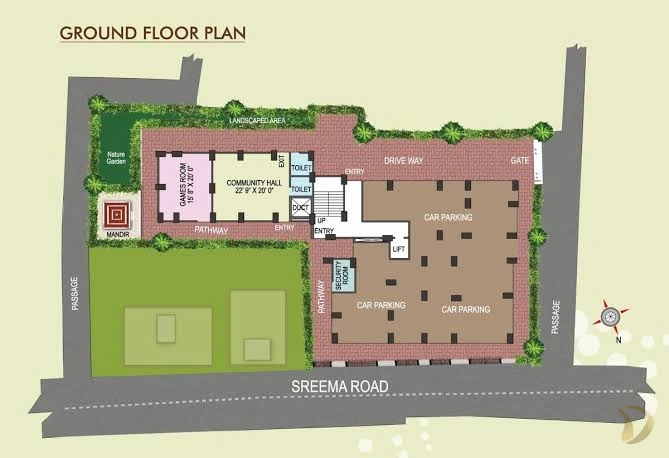 GROUND FLOOR PLAN
LANDSCAPED AREA
Nature
Garden
GAMES ROOM
15' 8" X 20' 0"
COMMUNITY HALL
22' 9" X 20' 0"
EXIT
TOILET
TOILET
DUCT
DRIVE WAY
GATE
ENTRY
MANDIR
PATHWAY
ENTRY
UP
ENTRY
LIFT
CAR PARKING
SECURITY
ROOM
PATHWAY
CAR PARKING
CAR PARKING
PASSAGE
PASSAGE
N
SREEMA ROAD